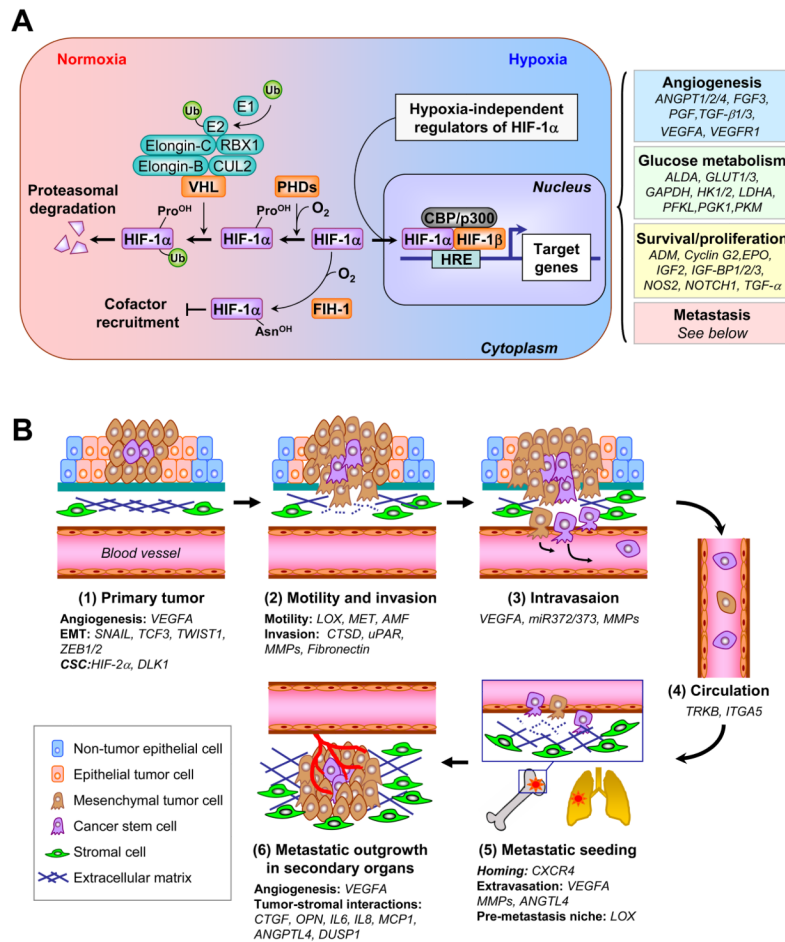 A
Normoxia
Hypoxia
Ub
E1
Ub
E2
Elongin-C
RBX1
Elongin-B
CUL2
VHL
PHDs
Hypoxia-independent
regulators of HIF-1α
Nucleus
Proteasomal
degradation
Pro^OH
Pro^OH
O₂
CBP/p300
HIF-1α
Ub
HIF-1α
HIF-1α
HIF-1α
HIF-1β
HRE
Target
genes
O₂
Cofactor
recruitment
HIF-1α
FIH-1
Asn^OH
Cytoplasm
Angiogenesis
ANGPT1/2/4, FGF3,
PGF,TGF-β1/3,
VEGFA, VEGFR1
Glucose metabolism
ALDA, GLUT1/3,
GAPDH, HK1/2, LDHA,
PFKL,PGK1,PKM
Survival/proliferation
ADM, Cyclin G2,EPO,
IGF2, IGF-BP1/2/3,
NOS2, NOTCH1, TGF-α
Metastasis
See below
B
Blood vessel
(1) Primary tumor
Angiogenesis: VEGFA
EMT: SNAIL, TCF3, TWIST1,
ZEB1/2
CSC:HIF-2α, DLK1
(2) Motility and invasion
Motility: LOX, MET, AMF
Invasion: CTSD, uPAR,
MMPs, Fibronectin
(3) Intravasaion
VEGFA, miR372/373, MMPs
(4) Circulation
TRKB, ITGA5
(5) Metastatic seeding
Homing: CXCR4
Extravasation: VEGFA
MMPs, ANGTL4
Pre-metastasis niche: LOX
(6) Metastatic outgrowth
in secondary organs
Angiogenesis: VEGFA
Tumor-stromal interactions:
CTGF, OPN, IL6, IL8, MCP1,
ANGPTL4, DUSP1
Non-tumor epithelial cell
Epithelial tumor cell
Mesenchymal tumor cell
Cancer stem cell
Stromal cell
Extracellular matrix